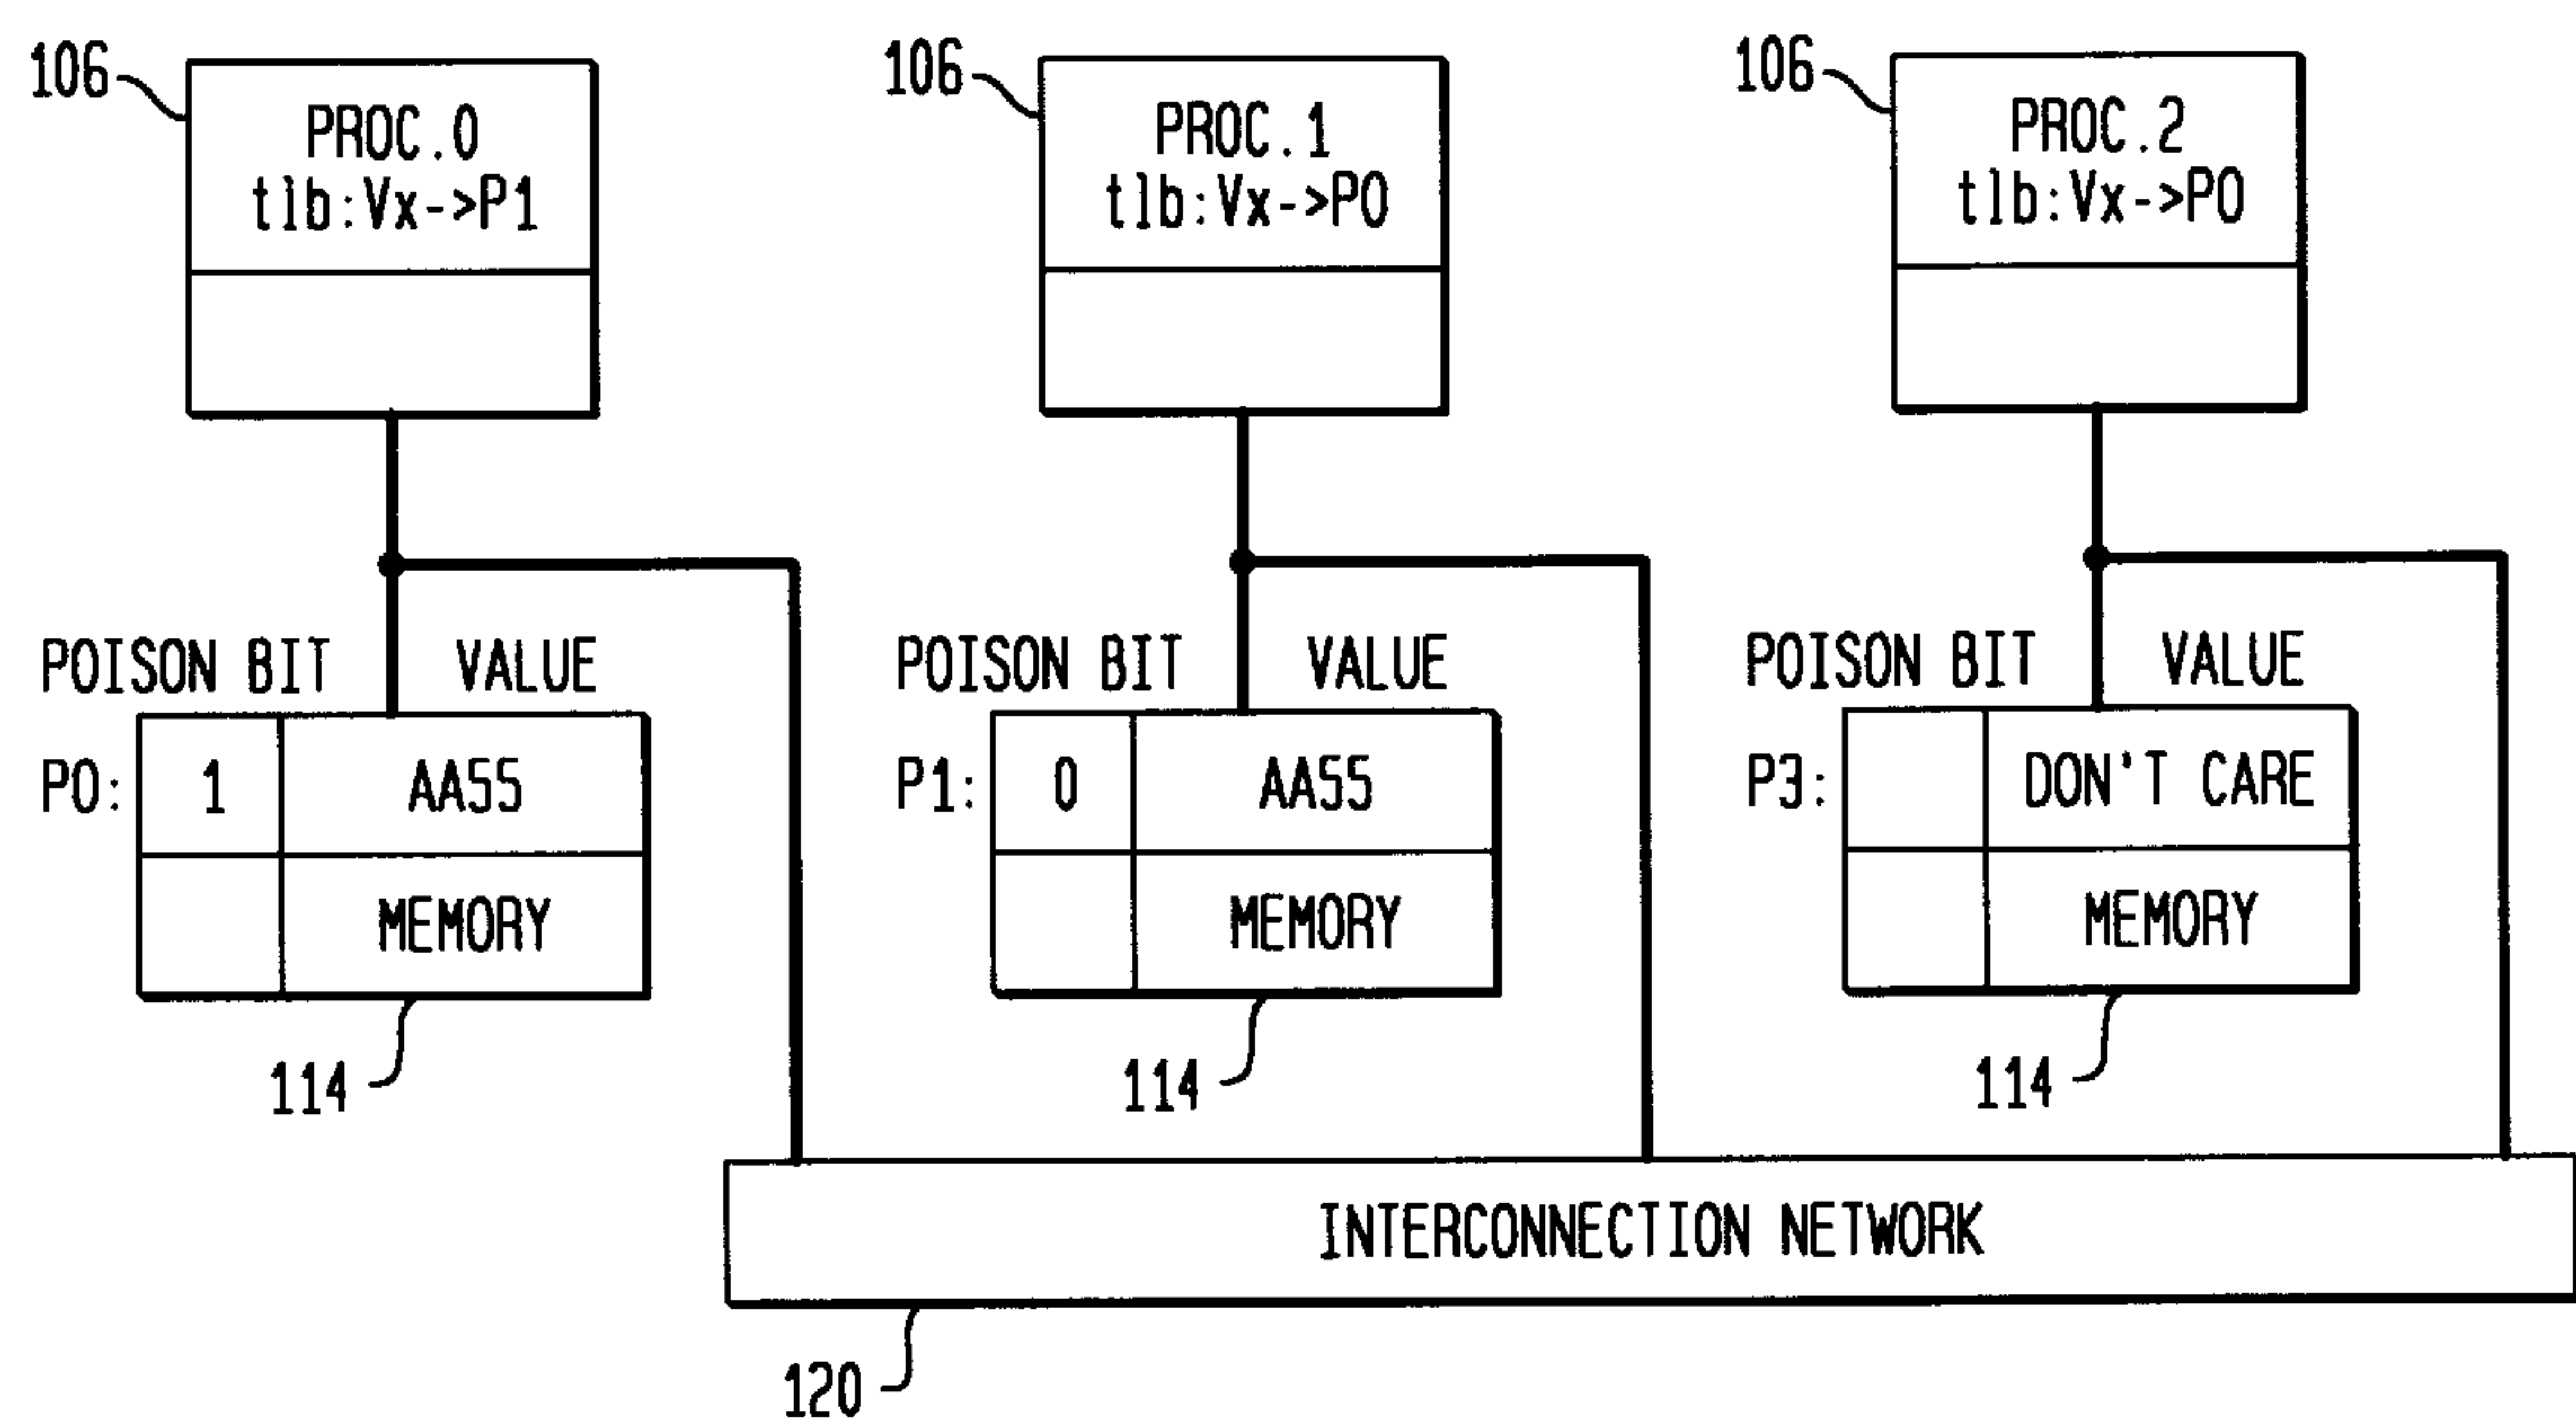 106
PROC.0
tlb:Vx->P1
106
PROC.1
tlb:Vx->P0
106
PROC.2
tlb:Vx->P0
POISON BIT VALUE
P0: 1 AA55
MEMORY
114
POISON BIT VALUE
P1: 0 AA55
MEMORY
114
POISON BIT VALUE
P3: DON'T CARE
MEMORY
114
INTERCONNECTION NETWORK
120